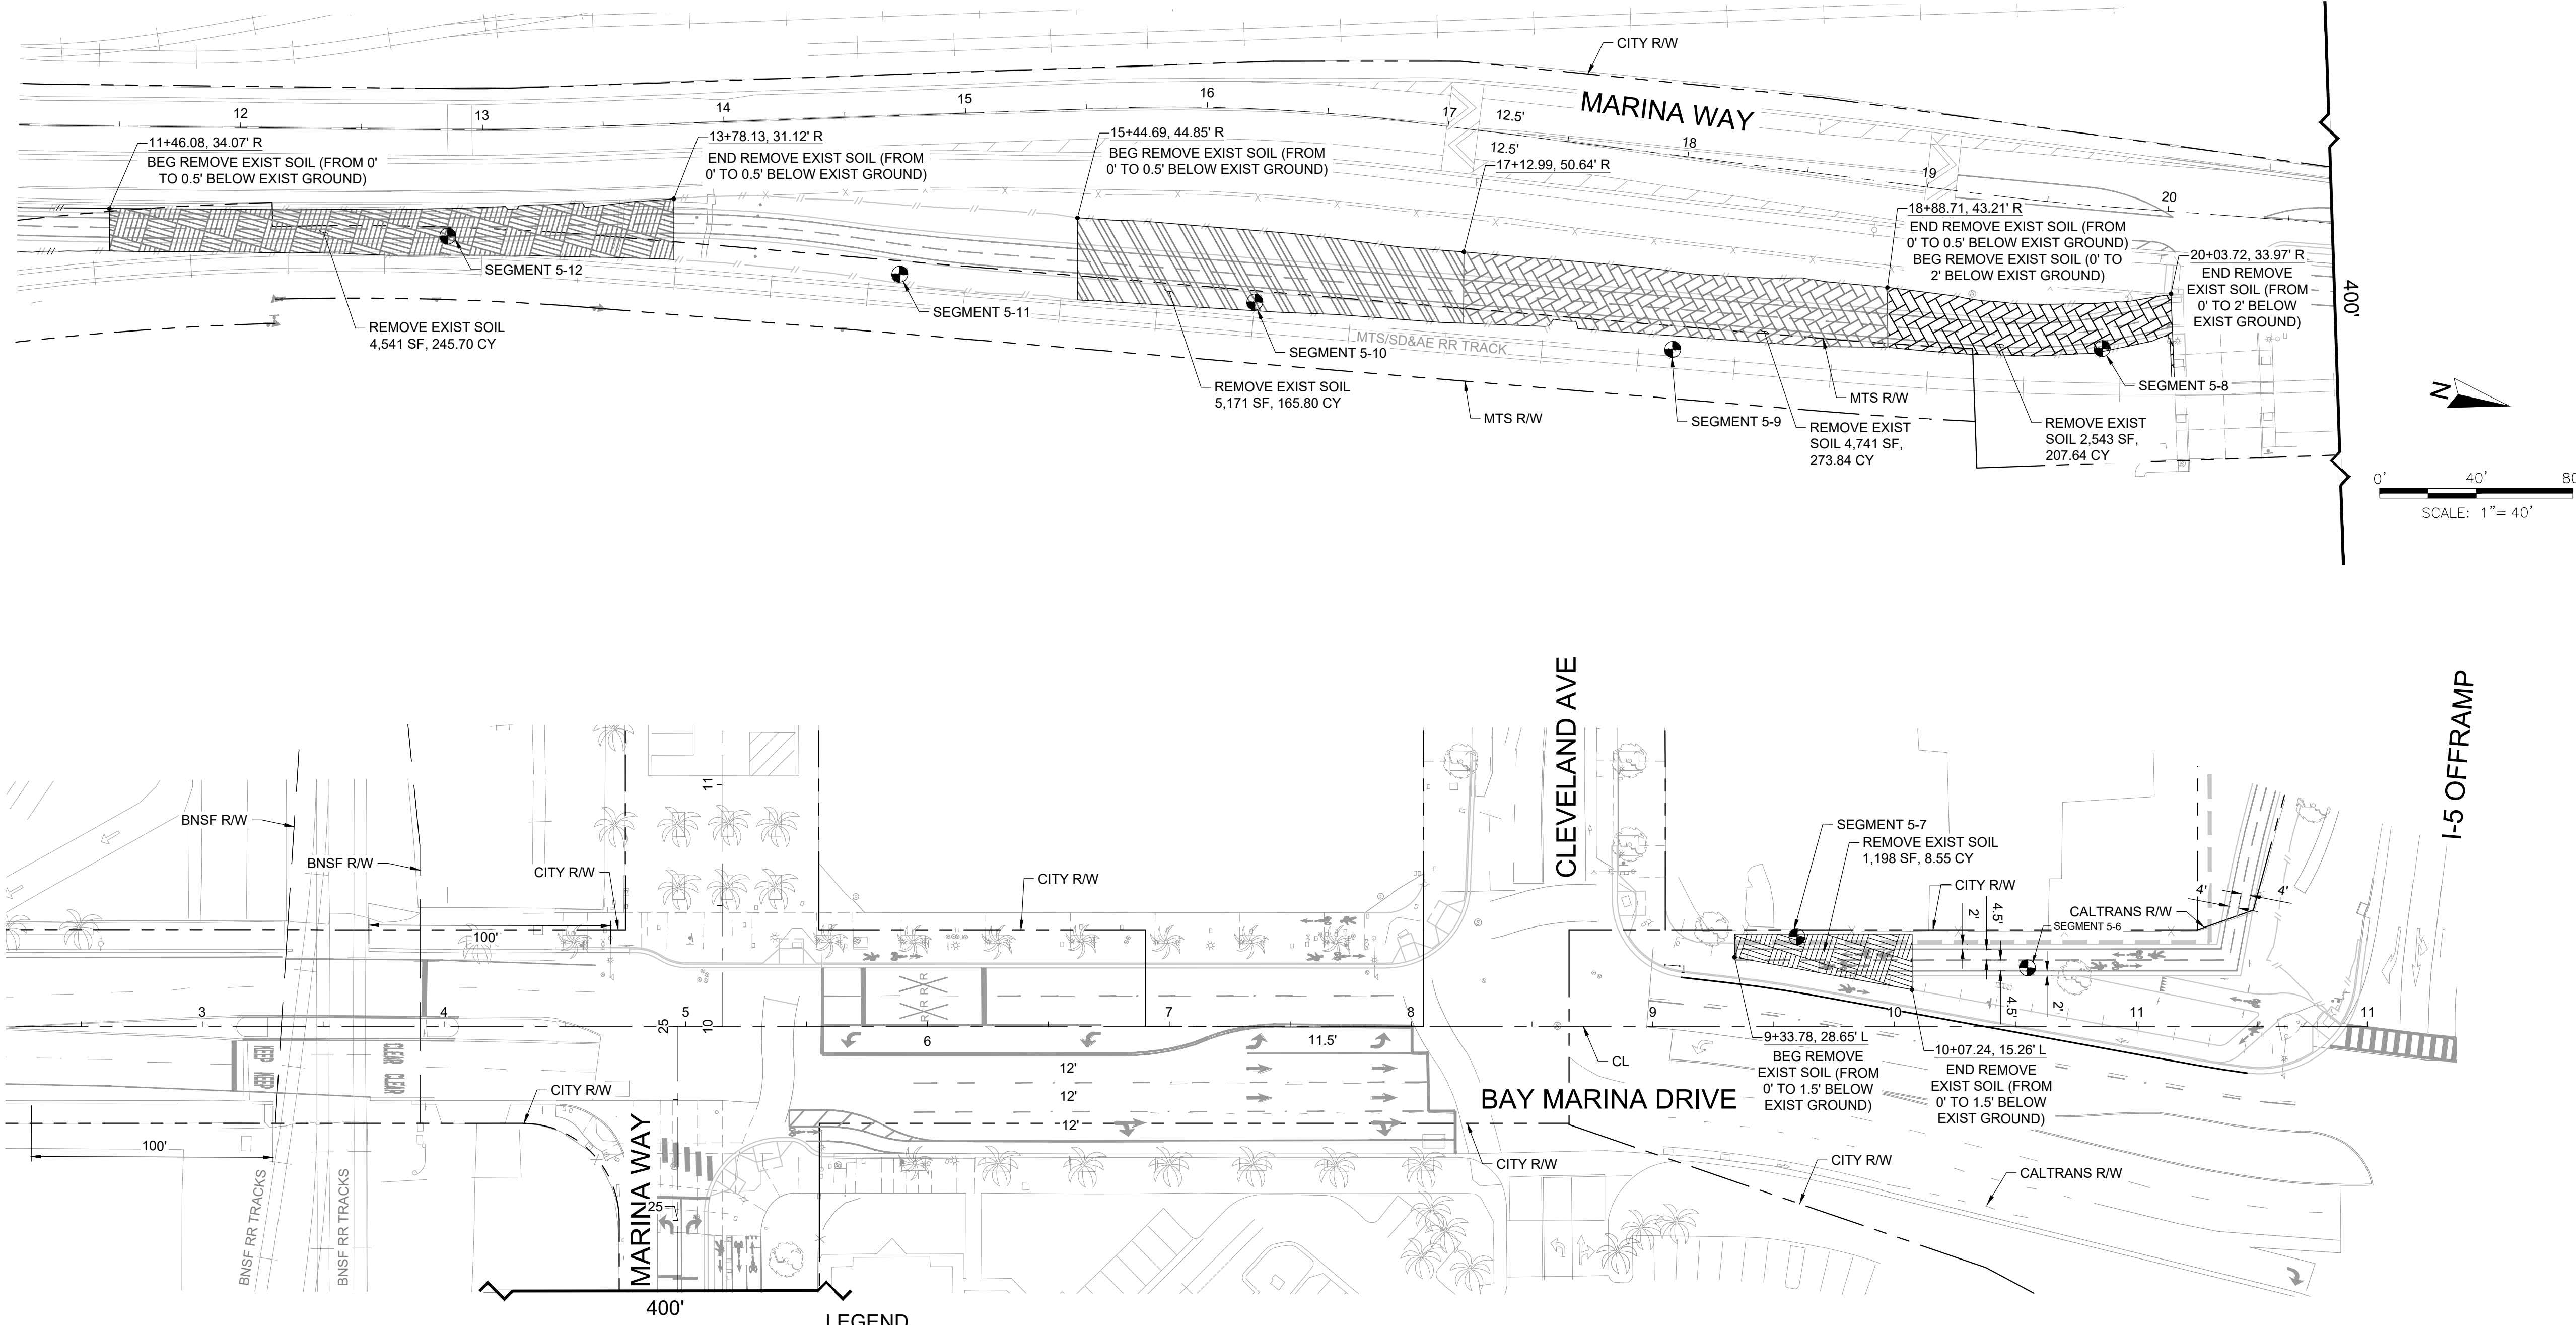 CITY R/W
MARINA WAY
12
13
14
15
16
17
12.5'
12.5'
18
19
20
11+46.08, 34.07' R
BEG REMOVE EXIST SOIL (FROM 0'
TO 0.5' BELOW EXIST GROUND)
13+78.13, 31.12' R
END REMOVE EXIST SOIL (FROM
0' TO 0.5' BELOW EXIST GROUND)
15+44.69, 44.85' R
BEG REMOVE EXIST SOIL (FROM
0' TO 0.5' BELOW EXIST GROUND)
17+12.99, 50.64' R
18+88.71, 43.21' R
END REMOVE EXIST SOIL (FROM
0' TO 0.5' BELOW EXIST GROUND)
BEG REMOVE EXIST SOIL (0' TO
2' BELOW EXIST GROUND)
20+03.72, 33.97' R
END REMOVE
EXIST SOIL (FROM
0' TO 2' BELOW
EXIST GROUND)
400'
SEGMENT 5-12
SEGMENT 5-11
SEGMENT 5-10
MTS/SD&AE RR TRACK
REMOVE EXIST SOIL
4,541 SF, 245.70 CY
REMOVE EXIST SOIL
5,171 SF, 165.80 CY
MTS R/W
SEGMENT 5-9
MTS R/W
REMOVE EXIST
SOIL 4,741 SF,
273.84 CY
SEGMENT 5-8
REMOVE EXIST
SOIL 2,543 SF,
207.64 CY
N
0' 40' 80
SCALE: 1"= 40'
CLEVELAND AVE
I-5 OFFRAMP
BNSF R/W
BNSF R/W
CITY R/W
11
CITY R/W
100'
SEGMENT 5-7
REMOVE EXIST SOIL
1,198 SF, 8.55 CY
CITY R/W
2'
4.5'
4'
4'
CALTRANS R/W
SEGMENT 5-6
4.5'
2'
R R
R R
3
4
5
25
10
6
7
8
9
10
11
11
11.5'
12'
12'
12'
KEEP
CLEAR
KEEP
CLEAR
CL
9+33.78, 28.65' L
BEG REMOVE
EXIST SOIL (FROM
0' TO 1.5' BELOW
EXIST GROUND)
10+07.24, 15.26' L
END REMOVE
EXIST SOIL (FROM
0' TO 1.5' BELOW
EXIST GROUND)
BAY MARINA DRIVE
CITY R/W
100'
CITY R/W
CITY R/W
CALTRANS R/W
MARINA WAY
25
BNSF RR TRACKS
BNSF RR TRACKS
400'
LEGEND